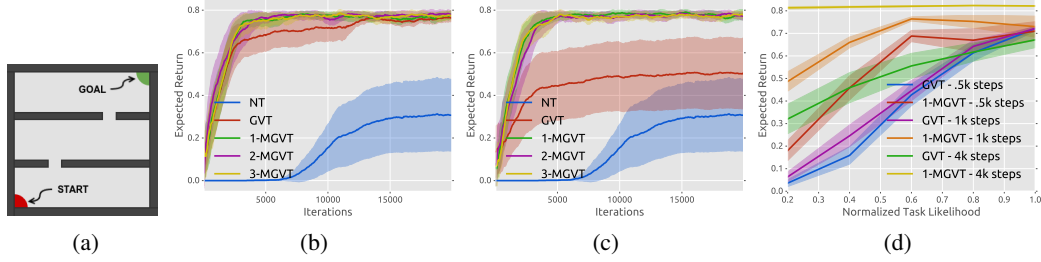 GOAL
START
(a)
0.8
0.6
0.4
0.2
0.0
Expected Return
NT
GVT
1-MGVT
2-MGVT
3-MGVT
5000
10000
15000
Iterations
(b)
0.8
0.6
0.4
0.2
0.0
Expected Return
NT
GVT
1-MGVT
2-MGVT
3-MGVT
5000
10000
15000
Iterations
(c)
0.8
0.7
0.6
0.5
0.4
0.3
0.2
0.1
0.0
Expected Return
GVT - .5k steps
1-MGVT - .5k steps
GVT - 1k steps
1-MGVT - 1k steps
GVT - 4k steps
1-MGVT - 4k steps
0.2
0.3
0.4
0.5
0.6
0.7
0.8
0.9
1.0
Normalized Task Likelihood
(d)